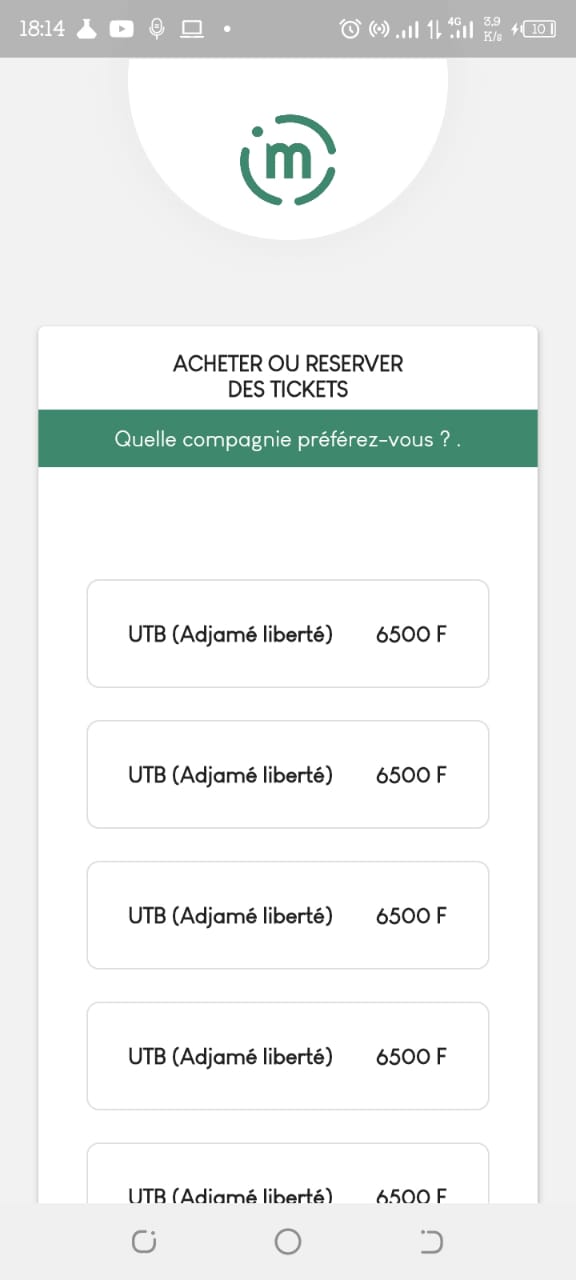 18:14
4G
3,9
K/s
10
m
ACHETER OU RESERVER
DES TICKETS
Quelle compagnie préférez-vous ? .
UTB (Adjamé liberté) 6500 F
UTB (Adjamé liberté) 6500 F
UTB (Adjamé liberté) 6500 F
UTB (Adjamé liberté) 6500 F
UTB (Adjamé liberté) 6500 F